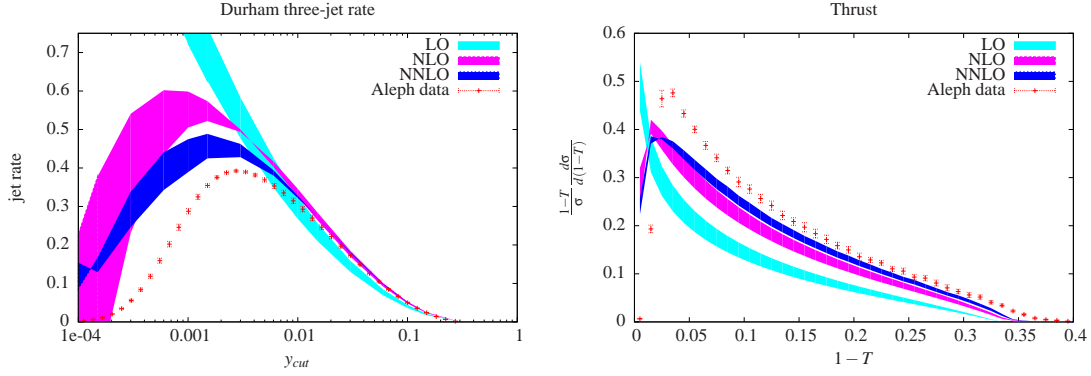 Durham three-jet rate
LO
NLO
NNLO
Aleph data
jet rate
0.7
0.6
0.5
0.4
0.3
0.2
0.1
0
1e-04
0.001
0.01
0.1
1
y_cut
Thrust
LO
NLO
NNLO
Aleph data
\frac{1-T}{σ} \frac{dσ}{d(1-T)}
0.6
0.5
0.4
0.3
0.2
0.1
0
0
0.05
0.1
0.15
0.2
0.25
0.3
0.35
0.4
1-T